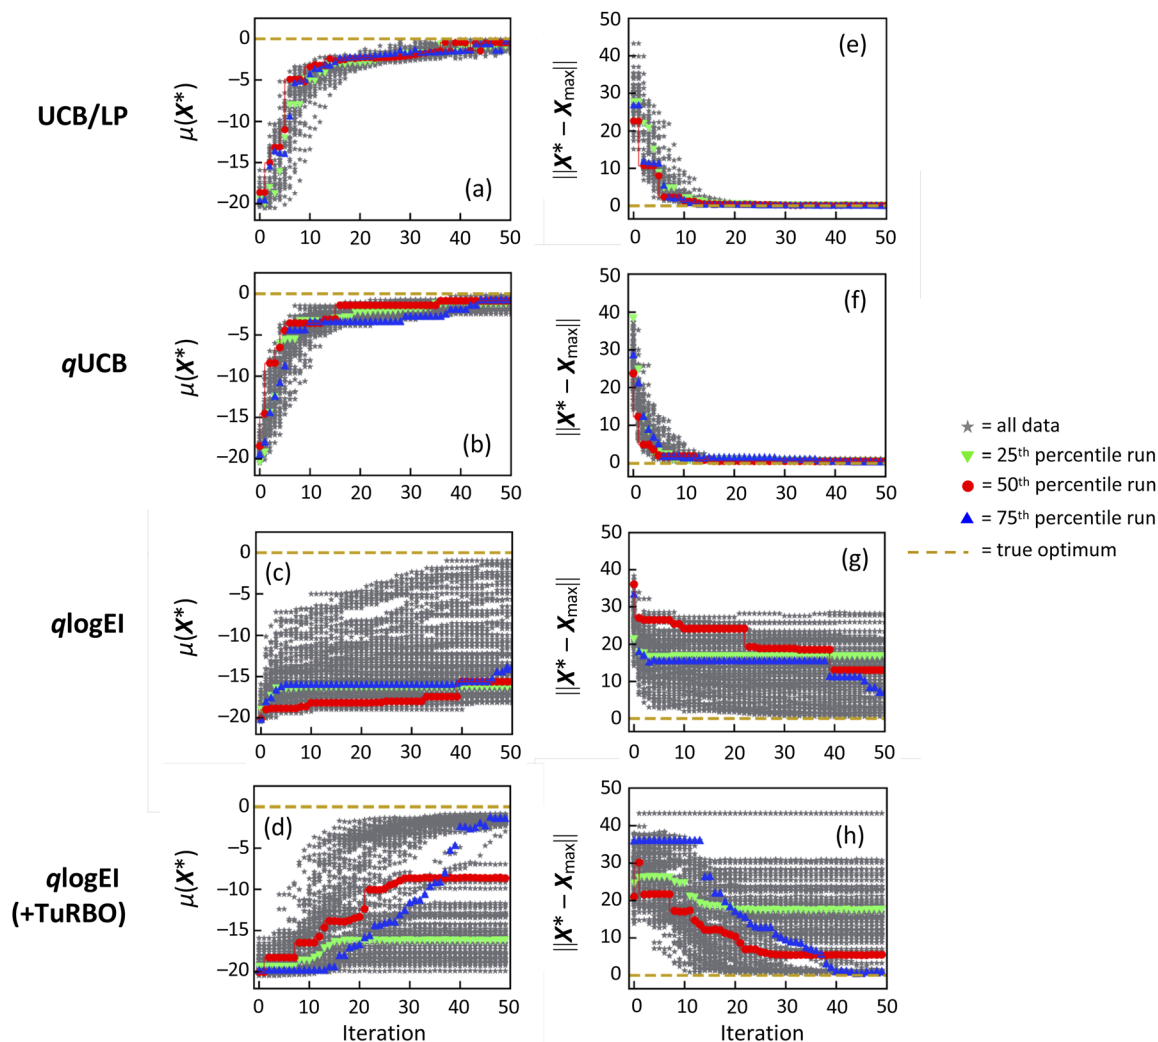 UCB/LP
μ(X*)
0
−5
−10
−15
−20
(a)
0 10 20 30 40 50
||X* − Xmax||
50
40
30
20
10
0
(e)
0 10 20 30 40 50
qUCB
μ(X*)
0
−5
−10
−15
−20
(b)
0 10 20 30 40 50
||X* − Xmax||
50
40
30
20
10
0
(f)
0 10 20 30 40 50
= all data
= 25th percentile run
= 50th percentile run
= 75th percentile run
= true optimum
qlogEI
μ(X*)
0
−5
−10
−15
−20
(c)
0 10 20 30 40 50
||X* − Xmax||
50
40
30
20
10
0
(g)
0 10 20 30 40 50
qlogEI
(+TuRBO)
μ(X*)
0
−5
−10
−15
−20
(d)
0 10 20 30 40 50
Iteration
||X* − Xmax||
50
40
30
20
10
0
(h)
0 10 20 30 40 50
Iteration